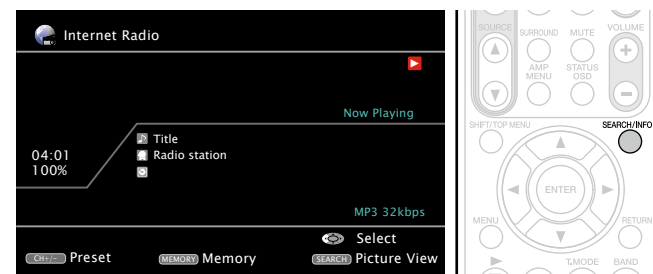 Internet Radio
Now Playing
Title
04:01
Radio station
100%
MP3 32kbps
Select
CH+/- Preset
MEMORY Memory
SEARCH Picture View
SOURCE
SURROUND
MUTE
VOLUME
+
AMP
MENU
STATUS
OSD
−
SHIFT/TOP MENU
SEARCH/INFO
ENTER
MENU
RETURN
T.MODE
BAND